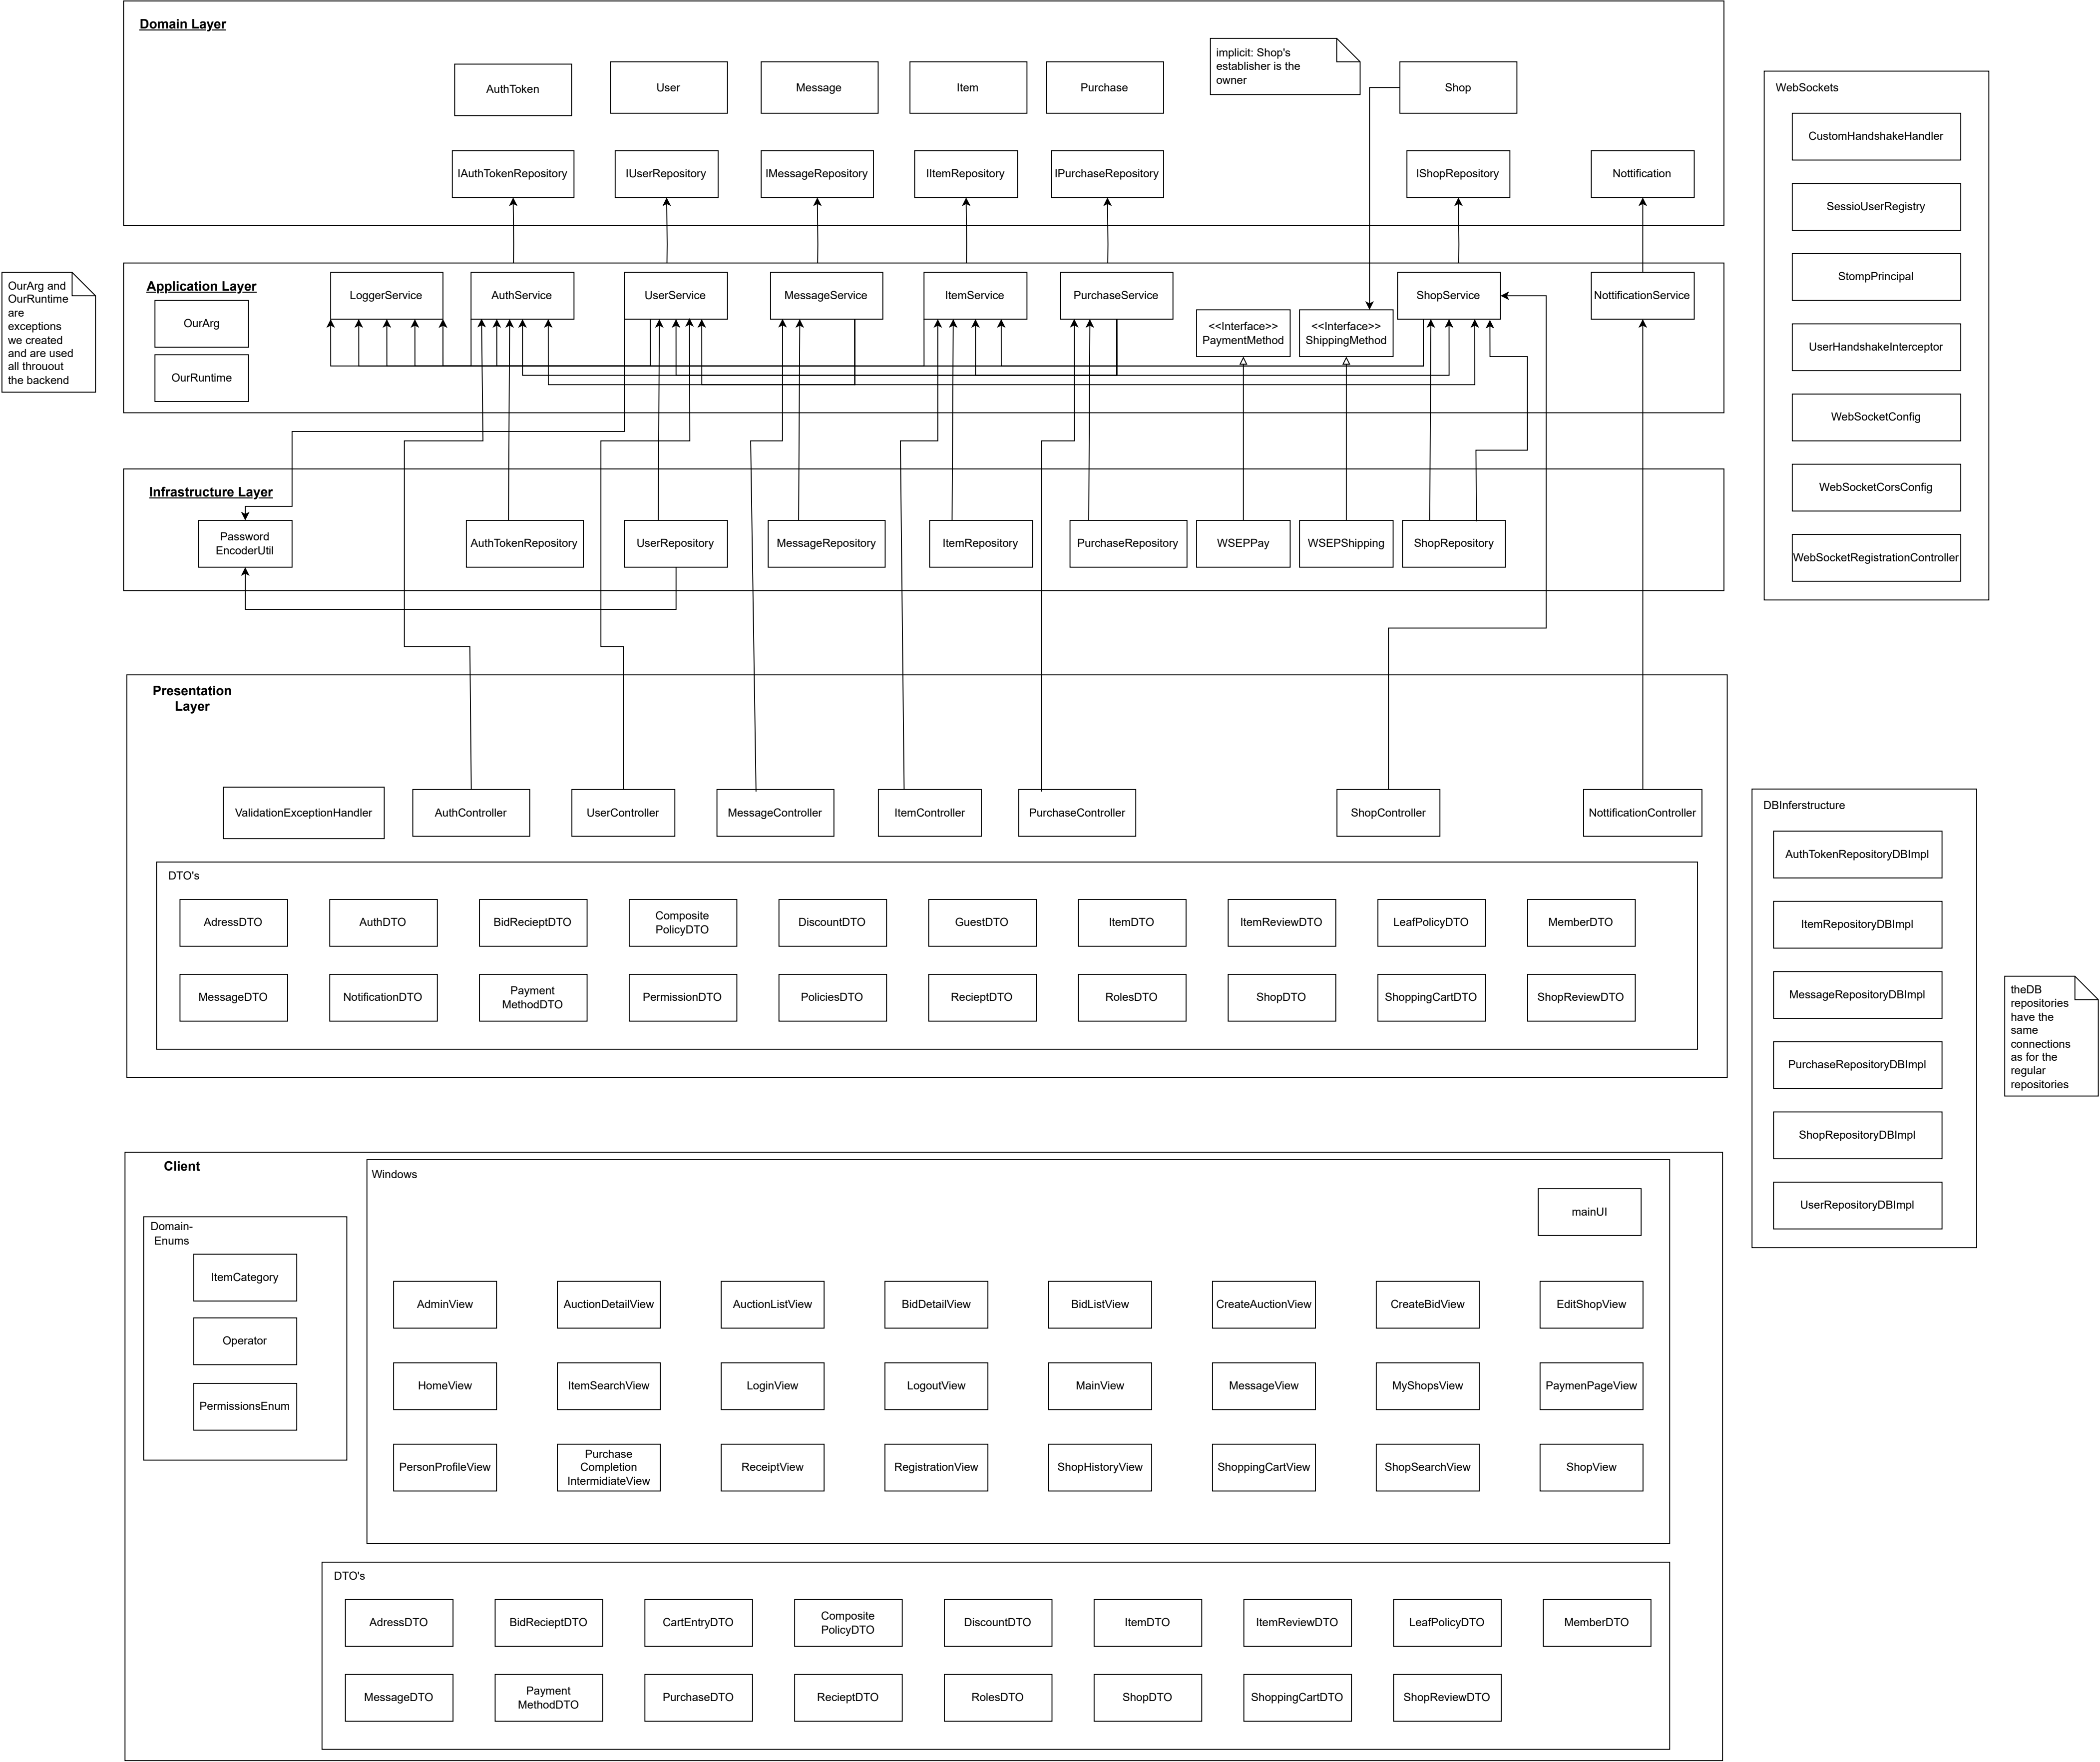 Domain Layer
implicit: Shop's
establisher is the
owner
AuthToken
User
Message
Item
Purchase
Shop
IAuthTokenRepository
IUserRepository
IMessageRepository
IItemRepository
IPurchaseRepository
IShopRepository
Nottification
OurArg and
OurRuntime
are
exceptions
we created
and are used
all throuout
the backend
Application Layer
OurArg
OurRuntime
LoggerService
AuthService
UserService
MessageService
ItemService
PurchaseService
<<Interface>>
PaymentMethod
<<Interface>>
ShippingMethod
ShopService
NottificationService
Infrastructure Layer
Password
EncoderUtil
AuthTokenRepository
UserRepository
MessageRepository
ItemRepository
PurchaseRepository
WSEPPay
WSEPShipping
ShopRepository
WebSockets
CustomHandshakeHandler
SessioUserRegistry
StompPrincipal
UserHandshakeInterceptor
WebSocketConfig
WebSocketCorsConfig
WebSocketRegistrationController
Presentation
Layer
ValidationExceptionHandler
AuthController
UserController
MessageController
ItemController
PurchaseController
ShopController
NottificationController
DTO's
AdressDTO
AuthDTO
BidRecieptDTO
Composite
PolicyDTO
DiscountDTO
GuestDTO
ItemDTO
ItemReviewDTO
LeafPolicyDTO
MemberDTO
MessageDTO
NotificationDTO
Payment
MethodDTO
PermissionDTO
PoliciesDTO
RecieptDTO
RolesDTO
ShopDTO
ShoppingCartDTO
ShopReviewDTO
DBInferstructure
AuthTokenRepositoryDBImpl
ItemRepositoryDBImpl
MessageRepositoryDBImpl
PurchaseRepositoryDBImpl
ShopRepositoryDBImpl
UserRepositoryDBImpl
theDB
repositories
have the
same
connections
as for the
regular
repositories
Client
Domain-
Enums
ItemCategory
Operator
PermissionsEnum
Windows
mainUI
AdminView
AuctionDetailView
AuctionListView
BidDetailView
BidListView
CreateAuctionView
CreateBidView
EditShopView
HomeView
ItemSearchView
LoginView
LogoutView
MainView
MessageView
MyShopsView
PaymenPageView
PersonProfileView
Purchase
Completion
IntermidiateView
ReceiptView
RegistrationView
ShopHistoryView
ShoppingCartView
ShopSearchView
ShopView
DTO's
AdressDTO
BidRecieptDTO
CartEntryDTO
Composite
PolicyDTO
DiscountDTO
ItemDTO
ItemReviewDTO
LeafPolicyDTO
MemberDTO
MessageDTO
Payment
MethodDTO
PurchaseDTO
RecieptDTO
RolesDTO
ShopDTO
ShoppingCartDTO
ShopReviewDTO